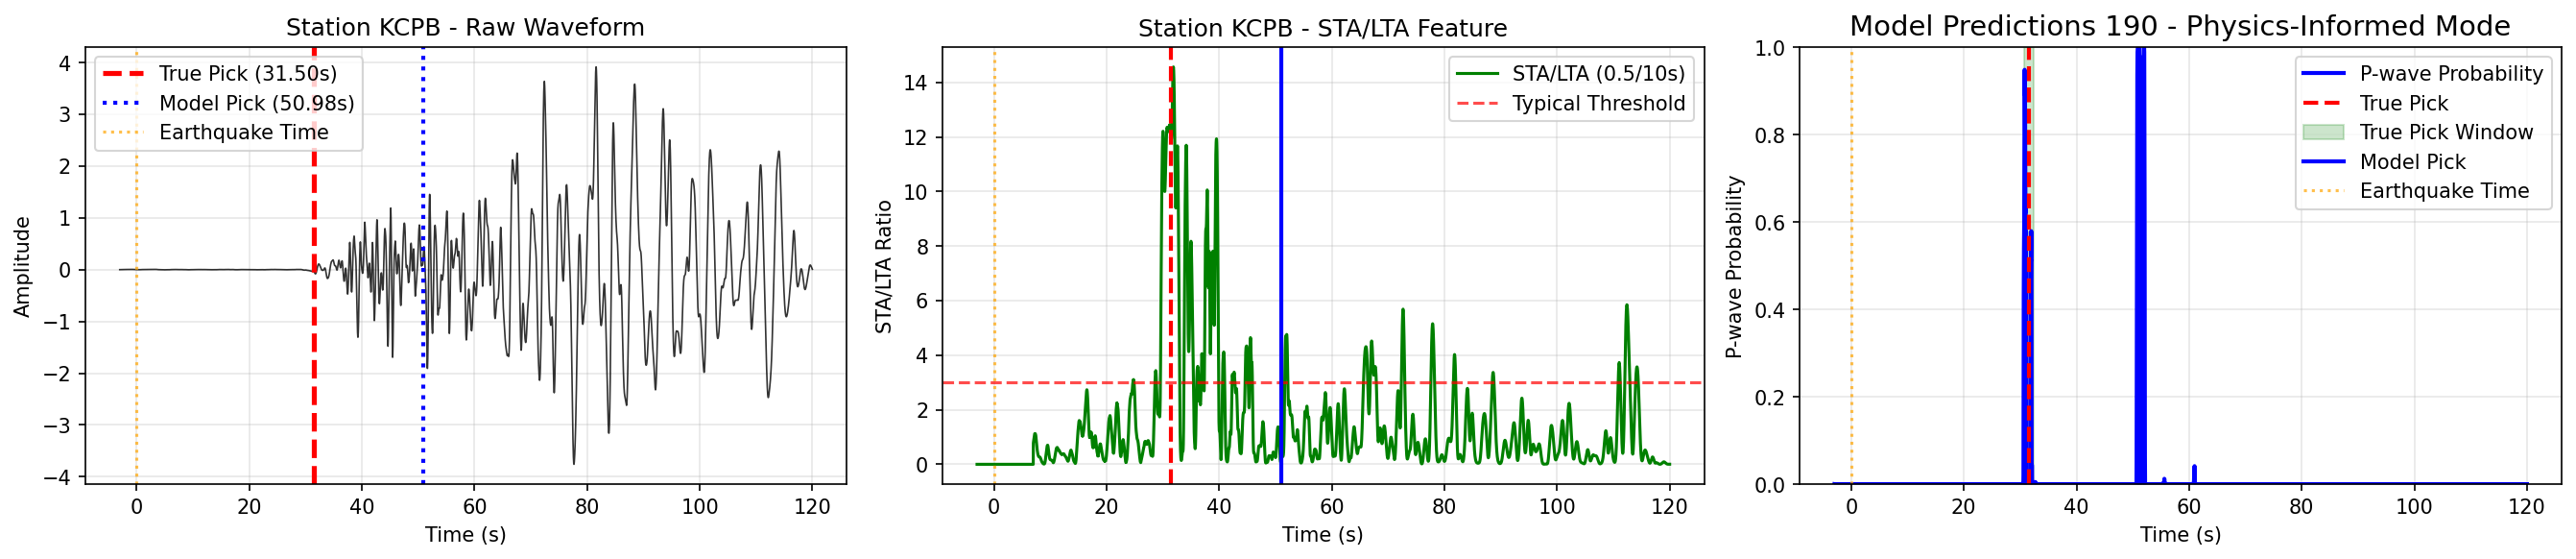 Station KCPB - Raw Waveform
True Pick (31.50s)
Model Pick (50.98s)
Earthquake Time
Amplitude
4
3
2
1
0
−1
−2
−3
−4
0
20
40
60
80
100
120
Time (s)
Station KCPB - STA/LTA Feature
STA/LTA (0.5/10s)
Typical Threshold
STA/LTA Ratio
14
12
10
8
6
4
2
0
0
20
40
60
80
100
120
Time (s)
Model Predictions 190 - Physics-Informed Mode
P-wave Probability
True Pick
True Pick Window
Model Pick
Earthquake Time
P-wave Probability
1.0
0.8
0.6
0.4
0.2
0.0
0
20
40
60
80
100
120
Time (s)